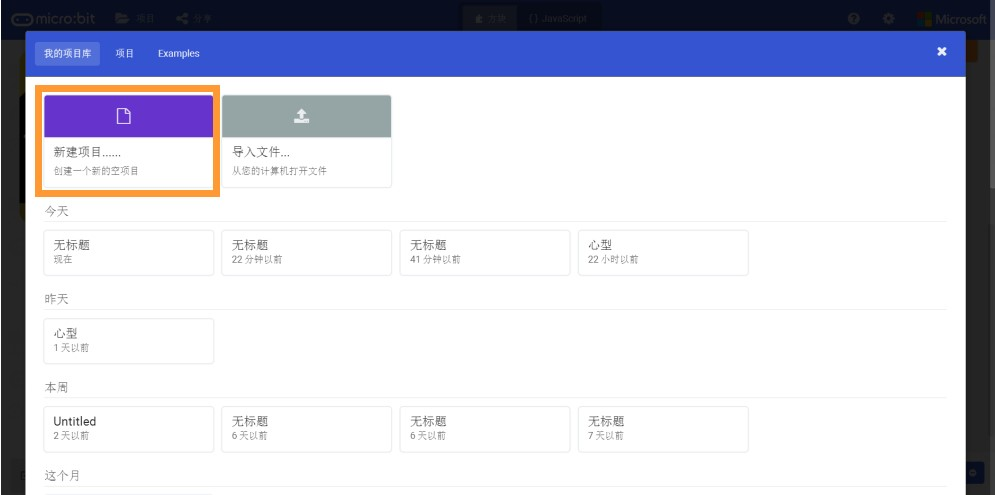 micro:bit 项目 分享 方块 {} JavaScript Microsoft
我的项目库 项目 Examples
新建项目...... 导入文件...
创建一个新的空项目 从您的计算机打开文件
今天
无标题 无标题 无标题 心型
现在 22 分钟以前 41 分钟以前 22 小时以前
昨天
心型
1 天以前
本周
Untitled 无标题 无标题 无标题
2 天以前 6 天以前 6 天以前 7 天以前
这个月